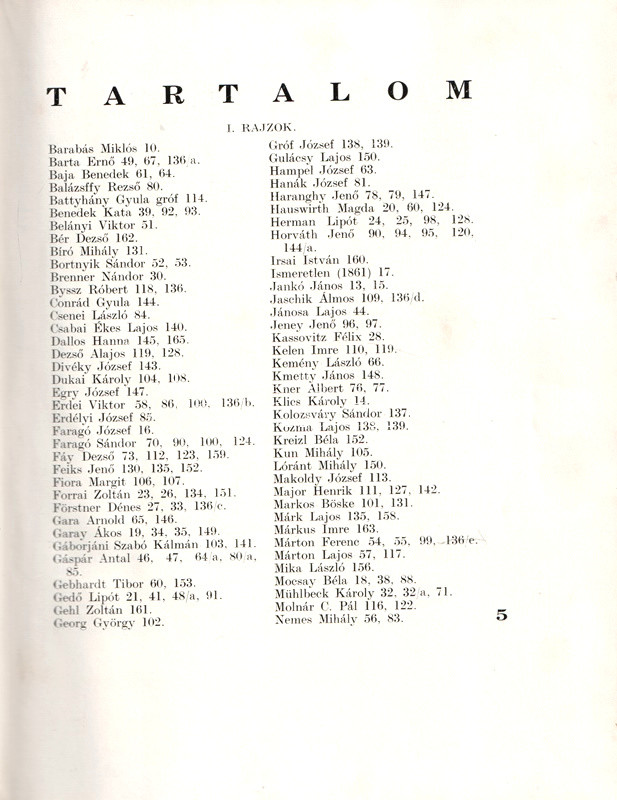 TARTALOM
I. RAJZOK.
Barabás Miklós 10.
Barta Ernő 49, 67, 136/a.
Baja Benedek 61, 64.
Balázsffy Rezső 80.
Battyhány Gyula gróf 114.
Benedek Kata 39, 92, 93.
Belányi Viktor 51.
Bér Dezső 162.
Bíró Mihály 131.
Bortnyik Sándor 52, 53.
Brenner Nándor 30.
Byssz Róbert 118, 136.
Conrád Gyula 144.
Csenei László 84.
Csabai Ékes Lajos 140.
Dallos Hanna 145, 165.
Dezső Alajos 119, 128.
Divéky József 143.
Dukai Károly 104, 108.
Egry József 147.
Erdei Viktor 58, 86, 100, 136/b.
Erdélyi József 85.
Faragó József 16.
Faragó Sándor 70, 90, 100, 124.
Fáy Dezső 73, 112, 123, 159.
Feiks Jenő 130, 135, 152.
Fiora Margit 106, 107.
Forrai Zoltán 23, 26, 134, 151.
Förstner Dénes 27, 33, 136/c.
Gara Arnold 65, 146.
Garay Ákos 19, 34, 35, 149.
Gáborjáni Szabó Kálmán 103, 141.
Gáspár Antal 46, 47, 64/a, 80/a,
85.
Gebhardt Tibor 60, 153.
Gedő Lipót 21, 41, 48/a, 91.
Gehl Zoltán 161.
Georg György 102.
Gróf József 138, 139.
Gulácsy Lajos 150.
Hampel József 63.
Hanák József 81.
Haranghy Jenő 78, 79, 147.
Hauswirth Magda 20, 60, 124.
Herman Lipót 24, 25, 98, 128.
Horváth Jenő 90, 94, 95, 120,
144/a.
Irsai István 160.
Ismeretlen (1861) 17.
Jankó János 13, 15.
Jaschik Álmos 109, 136/d.
Jánosa Lajos 44.
Jeney Jenő 96, 97.
Kassovitz Félix 28.
Kelen Imre 110, 119.
Kemény László 66.
Kmetty János 148.
Kner Albert 76, 77.
Klics Károly 14.
Kolozsváry Sándor 137.
Kozma Lajos 138, 139.
Kreizl Béla 152.
Kun Mihály 105.
Lóránt Mihály 150.
Makoldy József 113.
Major Henrik 111, 127, 142.
Markos Böske 101, 131.
Márk Lajos 135, 158.
Márkus Imre 163.
Márton Ferenc 54, 55, 99, 136/e.
Márton Lajos 57, 117.
Mika László 156.
Mocsay Béla 18, 38, 88.
Mühlbeck Károly 32, 32/a, 71.
Molnár C. Pál 116, 122.
Nemes Mihály 56, 83.
5